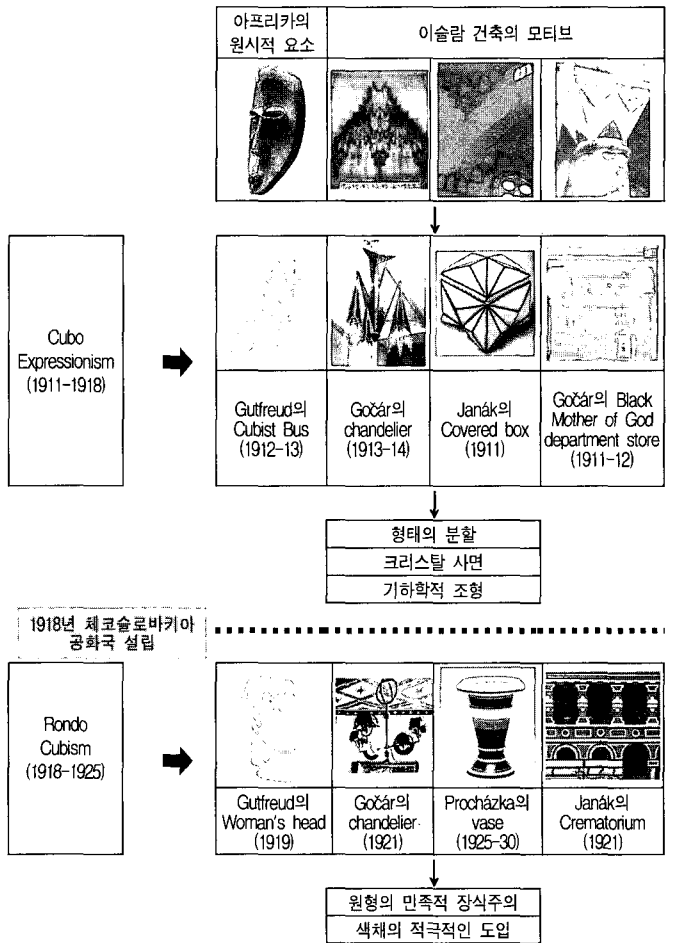 아프리카의
원시적 요소
이슬람 건축의 모티브
Cubo
Expressionism
(1911-1918)
Gutfreud의
Cubist Bus
(1912-13)
Gočár의
chandelier
(1913-14)
Janák의
Covered box
(1911)
Gočár의 Black
Mother of God
department store
(1911-12)
형태의 분할
크리스탈 사면
기하학적 조형
1918년 체코슬로바키아
공화국 설립
Rondo
Cubism
(1918-1925)
Gutfreud의
Woman's head
(1919)
Gočár의
chandelier
(1921)
Procházka의
vase
(1925-30)
Janák의
Crematorium
(1921)
원형의 만족적 장식주의
색채의 적극적인 도입